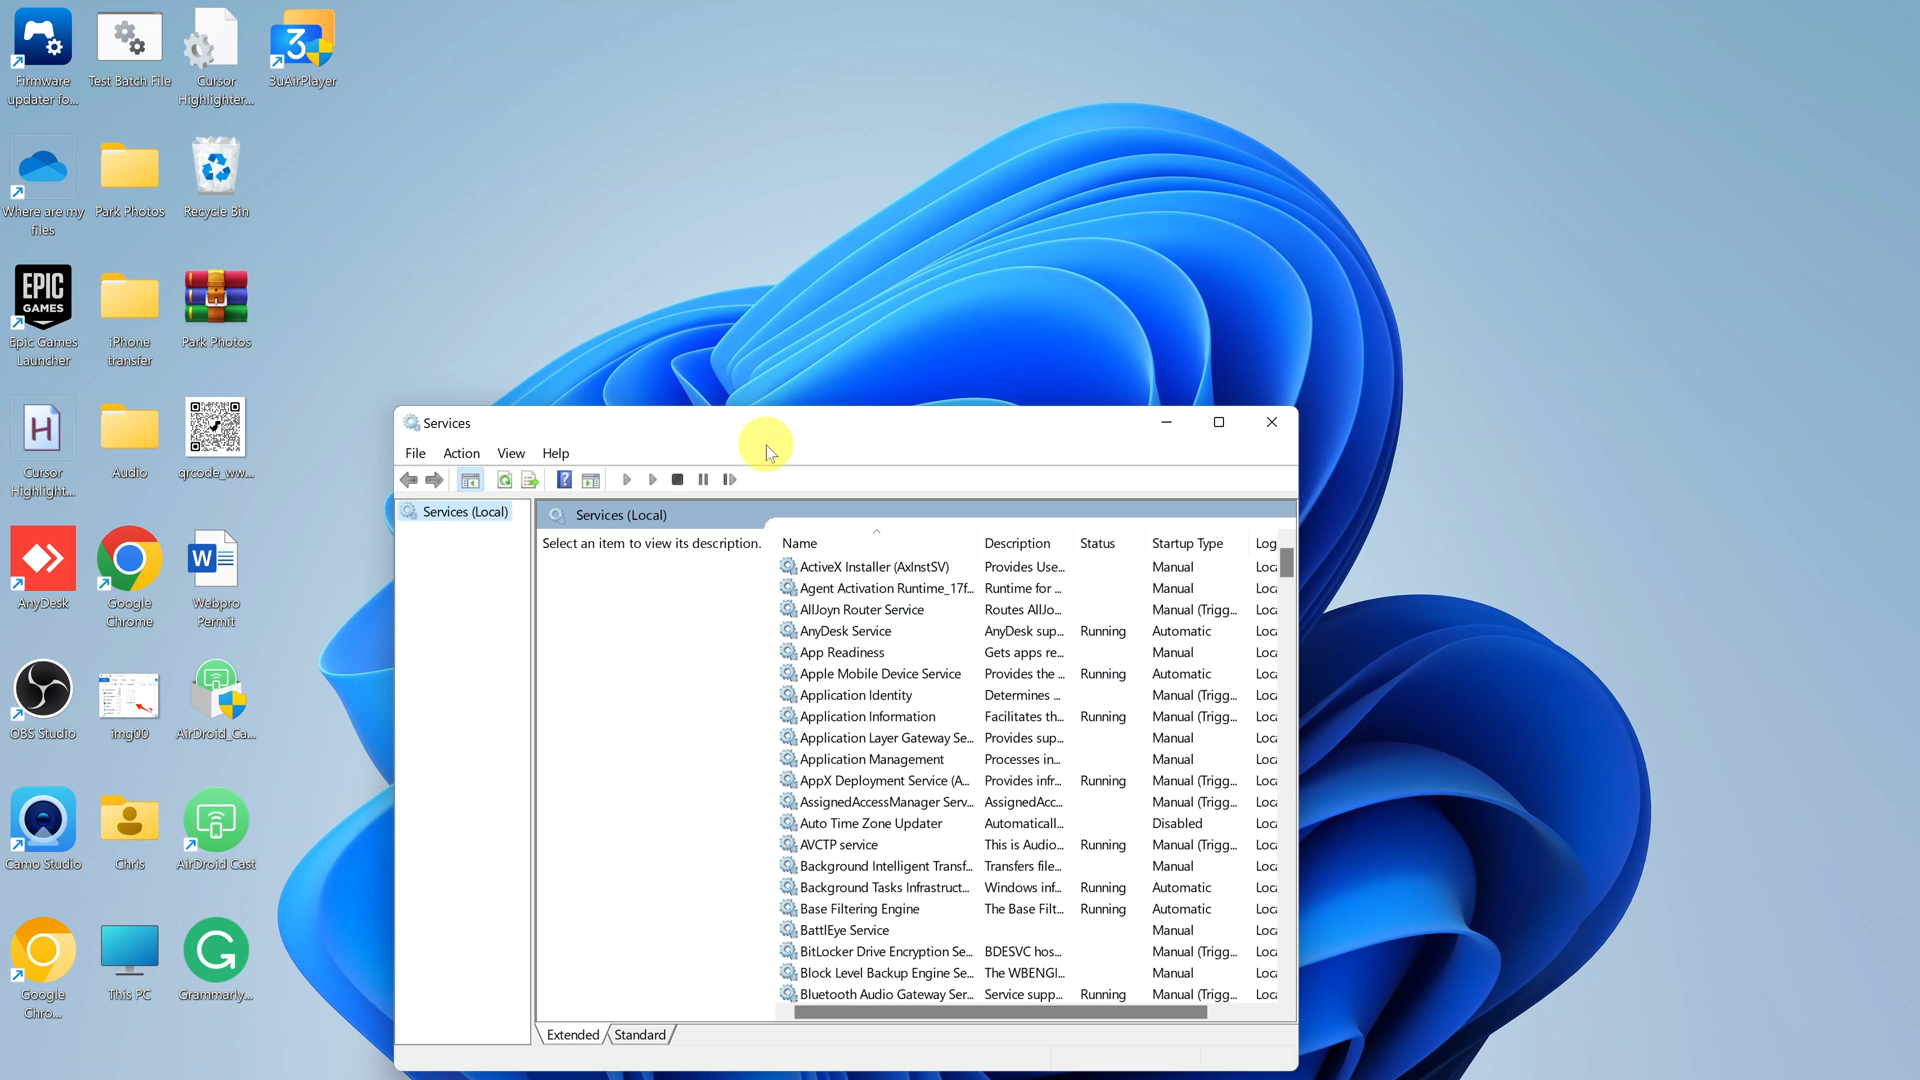 Firmware
updater fo...
Test Batch File
Cursor
Highlighter...
3
3uAirPlayer
Where are my
files
Park Photos
Recycle Bin
EPIC
GAMES
Epic Games
Launcher
iPhone
transfer
Park Photos
H
Cursor
Highlight...
Audio
qrcode_ww...
AnyDesk
Google
Chrome
W
Webpro
Permit
OBS Studio
img00
AirDroid_Ca...
Camo Studio
Chris
AirDroid Cast
Google
Chro...
This PC
G
Grammarly...
Services
File Action View Help
Services (Local)
Services (Local)
Select an item to view its description.
Name Description Status Startup Type Log
ActiveX Installer (AxInstSV) Provides Use... Manual Loca
Agent Activation Runtime_17f... Runtime for ... Manual Loca
AllJoyn Router Service Routes AllJo... Manual (Trigg... Loca
AnyDesk Service AnyDesk sup... Running Automatic Loca
App Readiness Gets apps re... Manual Loca
Apple Mobile Device Service Provides the ... Running Automatic Loca
Application Identity Determines ... Manual (Trigg... Loca
Application Information Facilitates th... Running Manual (Trigg... Loca
Application Layer Gateway Se... Provides sup... Manual Loca
Application Management Processes in... Manual Loca
AppX Deployment Service (A... Provides infr... Running Manual (Trigg... Loca
AssignedAccessManager Serv... AssignedAcc... Manual (Trigg... Loca
Auto Time Zone Updater Automaticall... Disabled Loca
AVCTP service This is Audio... Running Manual (Trigg... Loca
Background Intelligent Transf... Transfers file... Manual Loca
Background Tasks Infrastruct... Windows inf... Running Automatic Loca
Base Filtering Engine The Base Filt... Running Automatic Loca
BattlEye Service Manual Loca
BitLocker Drive Encryption Se... BDESVC hos... Manual (Trigg... Loca
Block Level Backup Engine Se... The WBENGI... Manual Loca
Bluetooth Audio Gateway Ser... Service supp... Running Manual (Trigg... Loca
Extended Standard